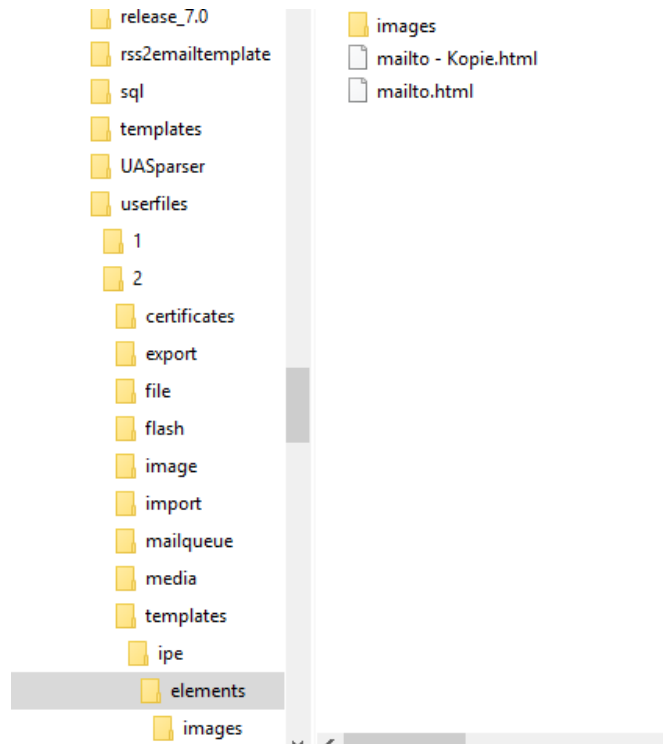 release_7.0
rss2emailtemplate
sql
templates
UASparser
userfiles
1
2
certificates
export
file
flash
image
import
mailqueue
media
templates
ipe
elements
images
images
mailto - Kopie.html
mailto.html